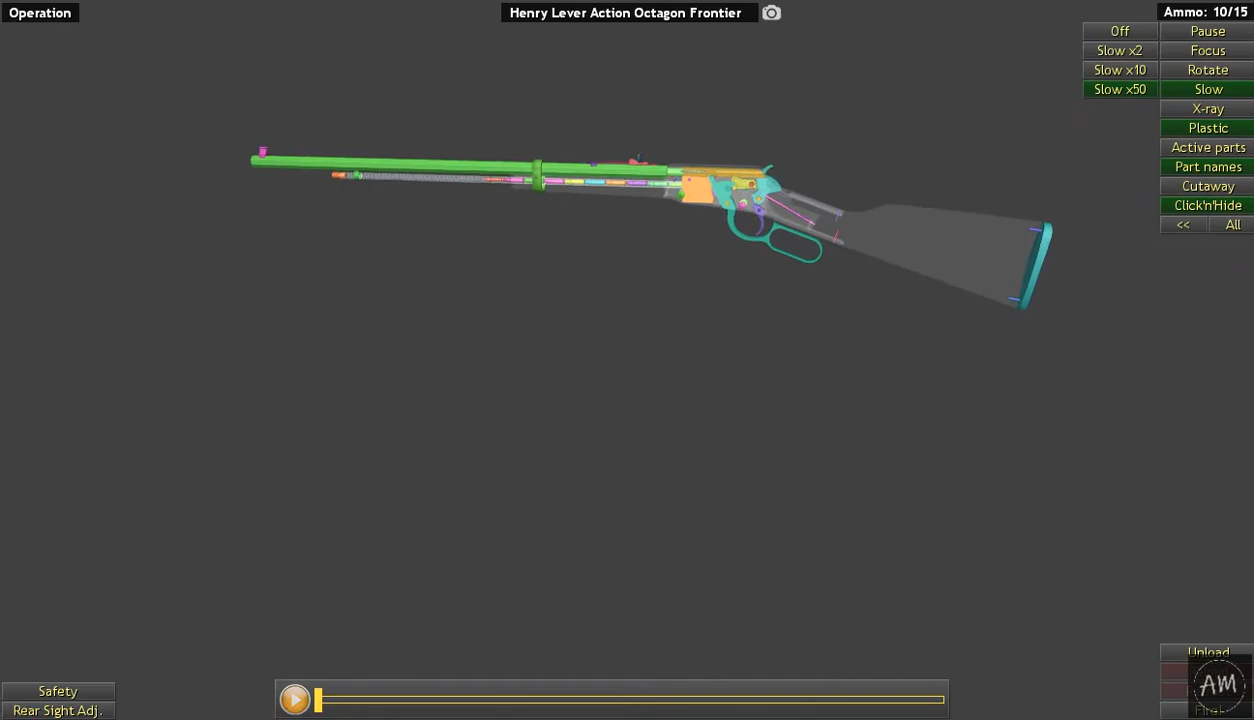 Operation
Henry Lever Action Octagon Frontier
Ammo: 10/15
Off
Pause
Slow x2
Focus
Slow x10
Rotate
Slow x50
Slow
X-ray
Plastic
Active parts
Part names
Cutaway
Click'n'Hide
<<
All
Unload
AM
Safety
Rear Sight Adj.